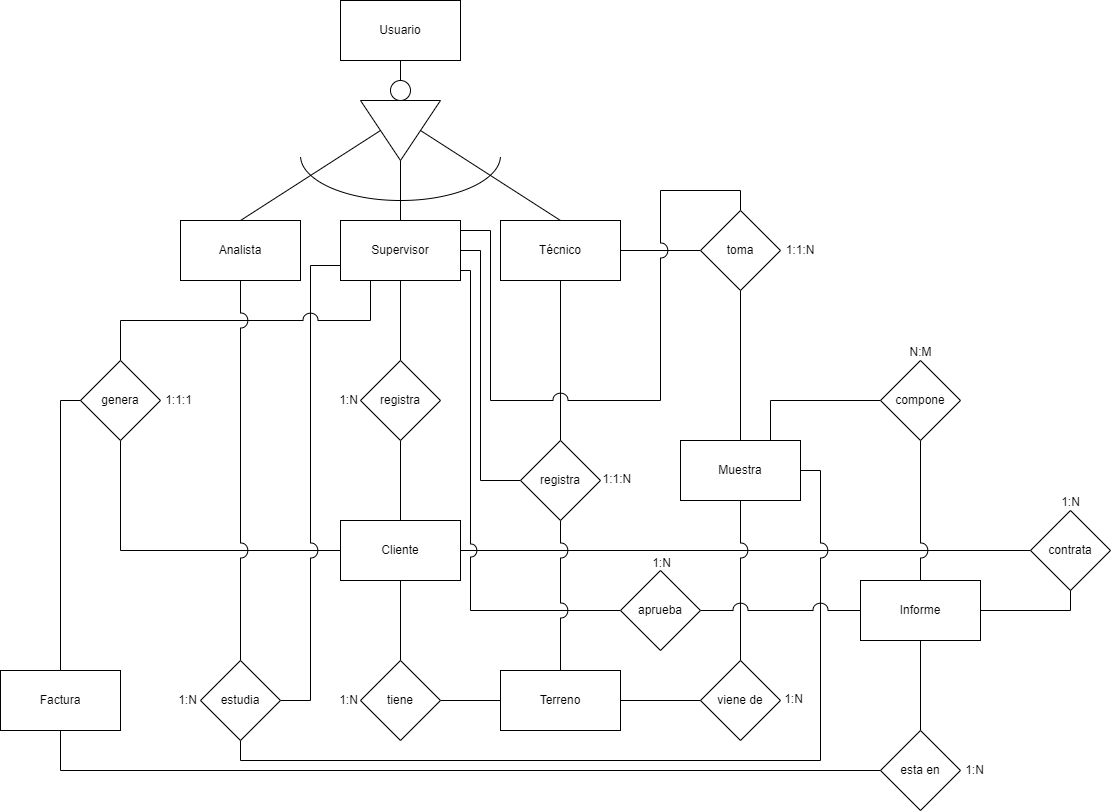 Usuario
Analista
Supervisor
Técnico
toma
1:1:N
N:M
genera
1:1:1
1:N
registra
compone
Muestra
registra
1:1:N
1:N
Cliente
contrata
1:N
aprueba
Informe
Factura
1:N
estudia
1:N
tiene
Terreno
viene de
1:N
esta en
1:N